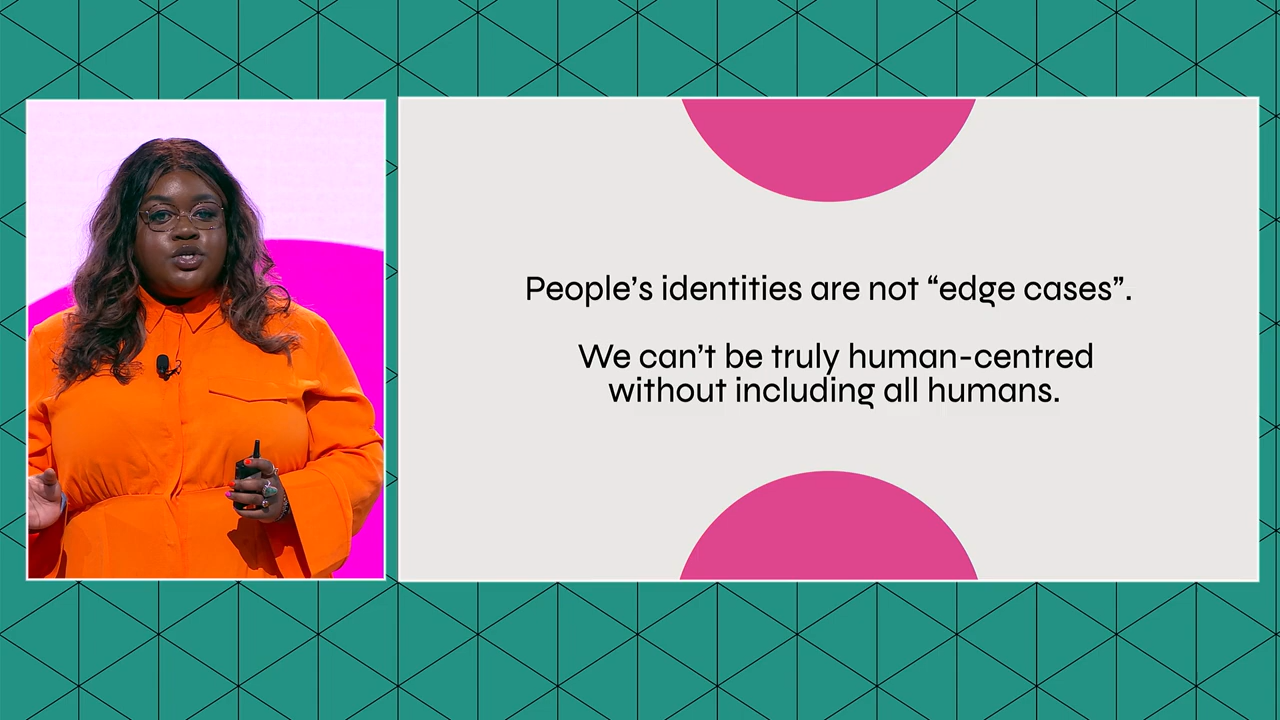 People’s identities are not “edge cases”.
We can’t be truly human-centred
without including all humans.